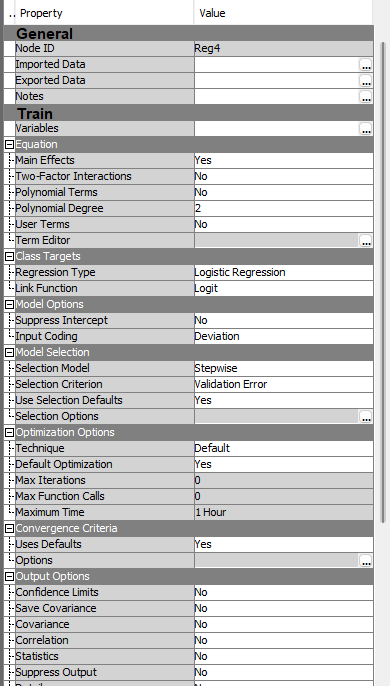 .. Property Value
General
Node ID Reg4
Imported Data ...
Exported Data ...
Notes ...
Train
Variables ...
Equation
Main Effects Yes
Two-Factor Interactions No
Polynomial Terms No
Polynomial Degree 2
User Terms No
Term Editor ...
Class Targets
Regression Type Logistic Regression
Link Function Logit
Model Options
Suppress Intercept No
Input Coding Deviation
Model Selection
Selection Model Stepwise
Selection Criterion Validation Error
Use Selection Defaults Yes
Selection Options ...
Optimization Options
Technique Default
Default Optimization Yes
Max Iterations 0
Max Function Calls 0
Maximum Time 1 Hour
Convergence Criteria
Uses Defaults Yes
Options ...
Output Options
Confidence Limits No
Save Covariance No
Covariance No
Correlation No
Statistics No
Suppress Output No